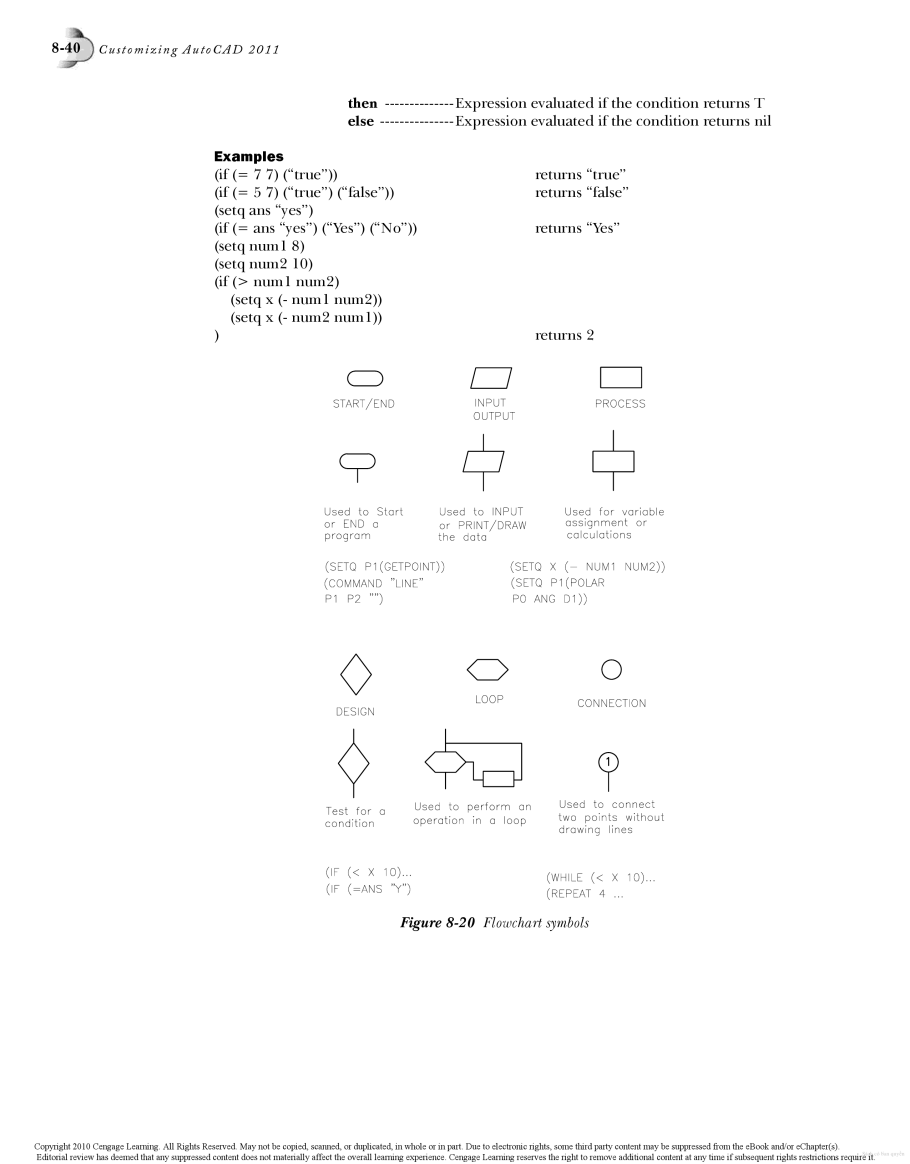 8-40 Customizing AutoCAD 2011
then --------------Expression evaluated if the condition returns T
else ---------------Expression evaluated if the condition returns nil
Examples
(if (= 7 7) (“true”)) returns “true”
(if (= 5 7) (“true”) (“false”)) returns “false”
(setq ans “yes”)
(if (= ans “yes”) (“Yes”) (“No”)) returns “Yes”
(setq num1 8)
(setq num2 10)
(if (> num1 num2)
(setq x (- num1 num2))
(setq x (- num2 num1))
) returns 2
START/END INPUT PROCESS
OUTPUT
Used to Start Used to INPUT Used for variable
or END a or PRINT/DRAW assignment or
program the data calculations
(SETQ P1(GETPOINT)) (SETQ X (− NUM1 NUM2))
(COMMAND "LINE" (SETQ P1(POLAR
P1 P2 "") P0 ANG D1))
DESIGN LOOP CONNECTION
1
Test for a Used to perform an Used to connect
condition operation in a loop two points without
drawing lines
(IF (< X 10)... (WHILE (< X 10)...
(IF (=ANS "Y") (REPEAT 4 ...
Figure 8-20 Flowchart symbols
Copyright 2010 Cengage Learning. All Rights Reserved. May not be copied, scanned, or duplicated, in whole or in part. Due to electronic rights, some third party content may be suppressed from the eBook and/or eChapter(s).
Editorial review has deemed that any suppressed content does not materially affect the overall learning experience. Cengage Learning reserves the right to remove additional content at any time if subsequent rights restrictions require it.